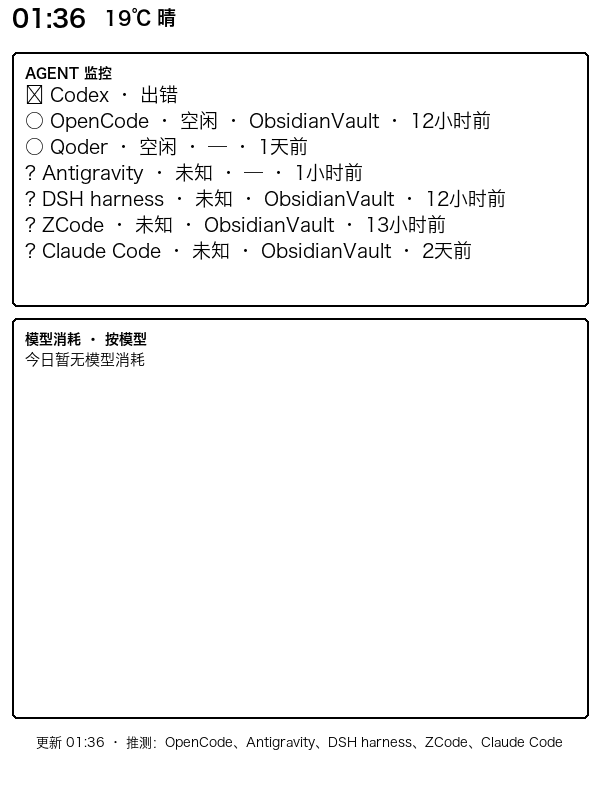 01:36 19℃ 晴
AGENT 监控
☒ Codex · 出错
○ OpenCode · 空闲 · ObsidianVault · 12小时前
○ Qoder · 空闲 · — · 1天前
? Antigravity · 未知 · — · 1小时前
? DSH harness · 未知 · ObsidianVault · 12小时前
? ZCode · 未知 · ObsidianVault · 13小时前
? Claude Code · 未知 · ObsidianVault · 2天前
模型消耗 · 按模型
今日暂无模型消耗
更新 01:36 · 推测：OpenCode、Antigravity、DSH harness、ZCode、Claude Code